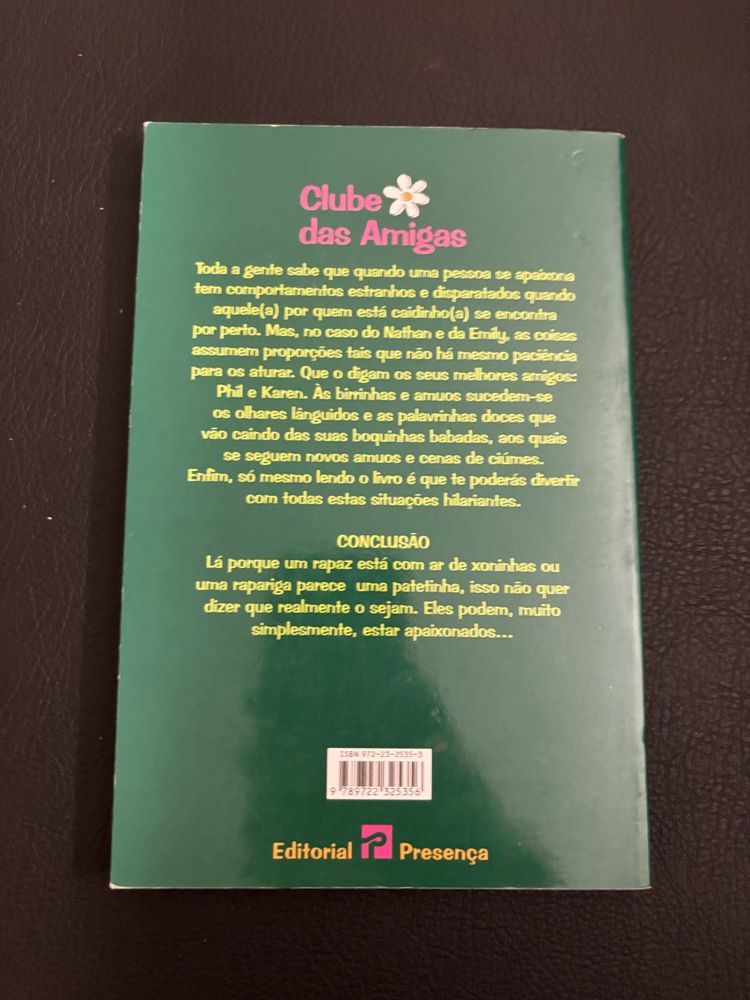 Clube
das Amigas
Toda a gente sabe que quando uma pessoa se apaixona
tem comportamentos estranhos e disparatados quando
aquele(a) por quem está caidinho(a) se encontra
por perto. Mas, no caso do Nathan e da Emily, as coisas
assumem proporções tais que não há mesmo paciência
para os aturar. Que o digam os seus melhores amigos:
Phil e Karen. Às birrinhas e amuos sucedem-se
os olhares lânguidos e as palavrinhas doces que
vão caindo das suas boquinhas babadas, aos quais
se seguem novos amuos e cenas de ciúmes.
Enfim, só mesmo lendo o livro é que te poderás divertir
com todas estas situações hilariantes.
CONCLUSÃO
Lá porque um rapaz está com ar de xoninhas ou
uma rapariga parece uma patetinha, isso não quer
dizer que realmente o sejam. Eles podem, muito
simplesmente, estar apaixonados...
ISBN 972-23-2535-3
9 789722 325356
Editorial P Presença